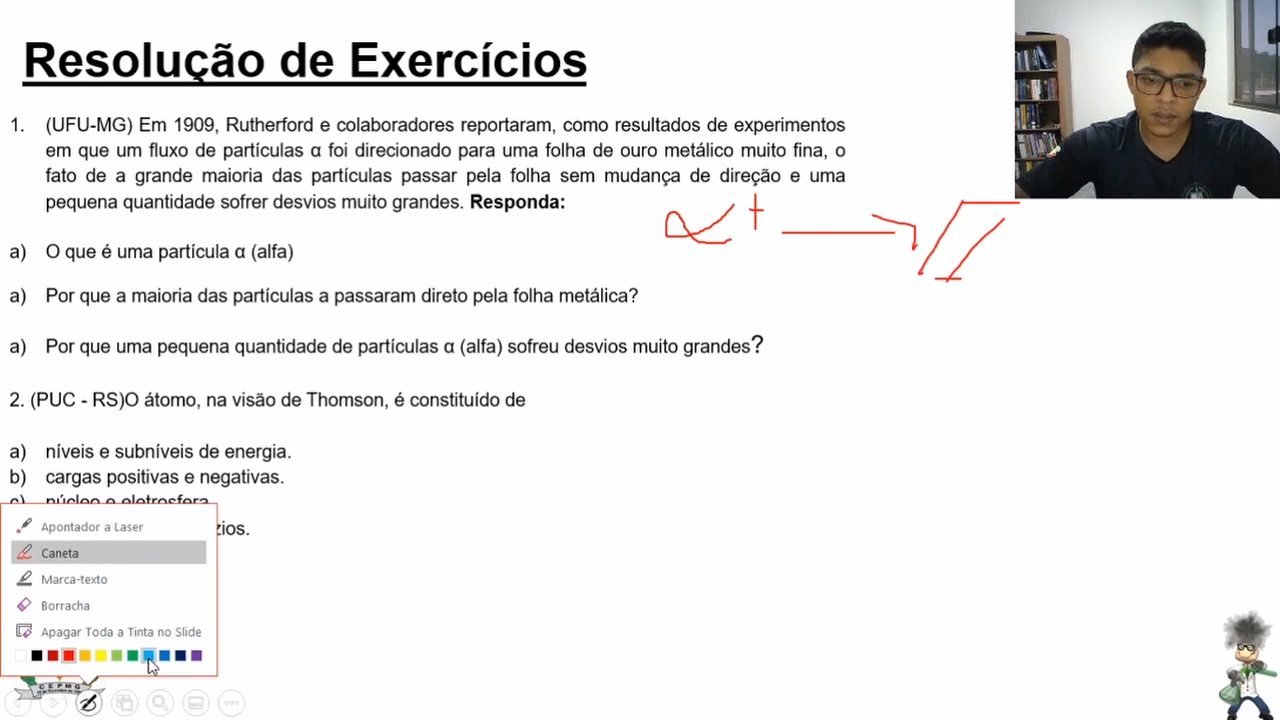 Resolução de Exercícios
1. (UFU-MG) Em 1909, Rutherford e colaboradores reportaram, como resultados de experimentos
em que um fluxo de partículas α foi direcionado para uma folha de ouro metálico muito fina, o
fato de a grande maioria das partículas passar pela folha sem mudança de direção e uma
pequena quantidade sofrer desvios muito grandes. Responda:
α +
a) O que é uma partícula α (alfa)
a) Por que a maioria das partículas a passaram direto pela folha metálica?
a) Por que uma pequena quantidade de partículas α (alfa) sofreu desvios muito grandes?
2. (PUC - RS)O átomo, na visão de Thomson, é constituído de
a) níveis e subníveis de energia.
b) cargas positivas e negativas.
c) núcleo e eletrosfera.
zios.
Apontador a Laser
Caneta
Marca-texto
Borracha
Apagar Toda a Tinta no Slide
CEPMG